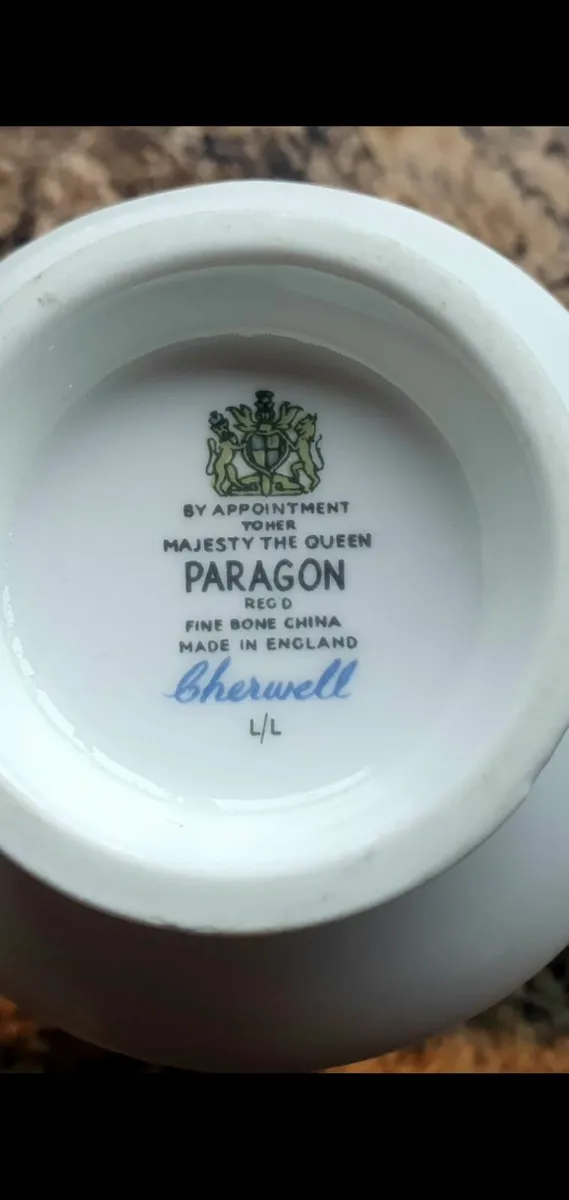 BY APPOINTMENT
TO HER
MAJESTY THE QUEEN
PARAGON
REG'D
FINE BONE CHINA
MADE IN ENGLAND
Cherwell
L/L